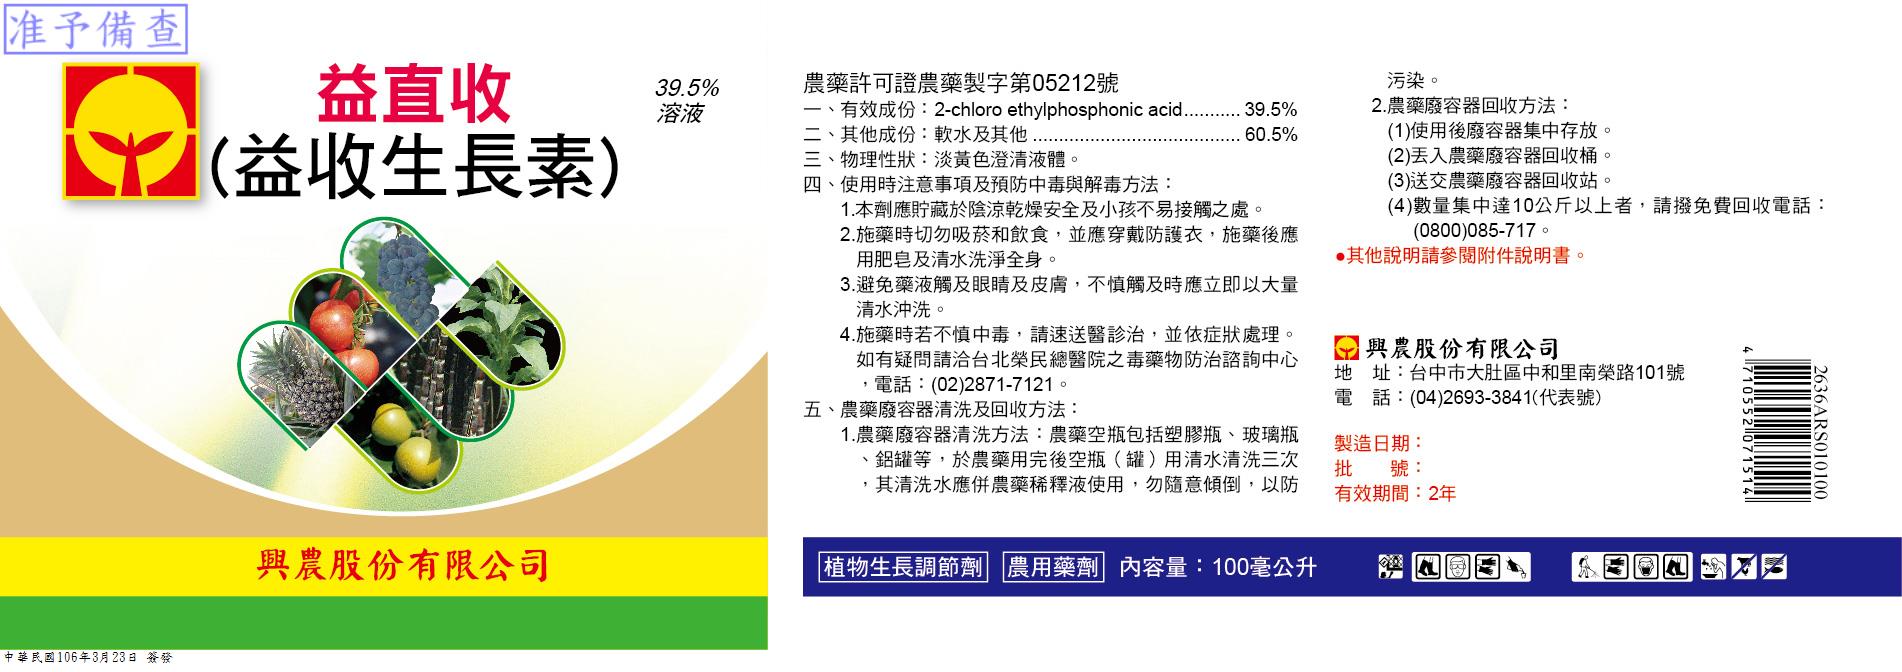 准予備查
益直收
(益收生長素)
39.5%
溶液
興農股份有限公司
中華民國106年3月23日 簽發
農藥許可證農藥製字第05212號
一、有效成份：2-chloro ethylphosphonic acid........... 39.5%
二、其他成份：軟水及其他 ........................................ 60.5%
三、物理性狀：淡黃色澄清液體。
四、使用時注意事項及預防中毒與解毒方法：
1.本劑應貯藏於陰涼乾燥安全及小孩不易接觸之處。
2.施藥時切勿吸菸和飲食，並應穿戴防護衣，施藥後應
用肥皂及清水洗淨全身。
3.避免藥液觸及眼睛及皮膚，不慎觸及時應立即以大量
清水沖洗。
4.施藥時若不慎中毒，請速送醫診治，並依症狀處理。
如有疑問請洽台北榮民總醫院之毒藥物防治諮詢中心
，電話：(02)2871-7121。
五、農藥廢容器清洗及回收方法：
1.農藥廢容器清洗方法：農藥空瓶包括塑膠瓶、玻璃瓶
、鋁罐等，於農藥用完後空瓶（罐）用清水清洗三次
，其清洗水應併農藥稀釋液使用，勿隨意傾倒，以防
污染。
2.農藥廢容器回收方法：
(1)使用後廢容器集中存放。
(2)丟入農藥廢容器回收桶。
(3)送交農藥廢容器回收站。
(4)數量集中達10公斤以上者，請撥免費回收電話：
(0800)085-717。
●其他說明請參閱附件說明書。
興農股份有限公司
地　址：台中市大肚區中和里南榮路101號
電　話：(04)2693-3841(代表號)
製造日期：
批　　號：
有效期間：2年
4710552071514
2636ARS010100
植物生長調節劑 農用藥劑 內容量：100毫公升